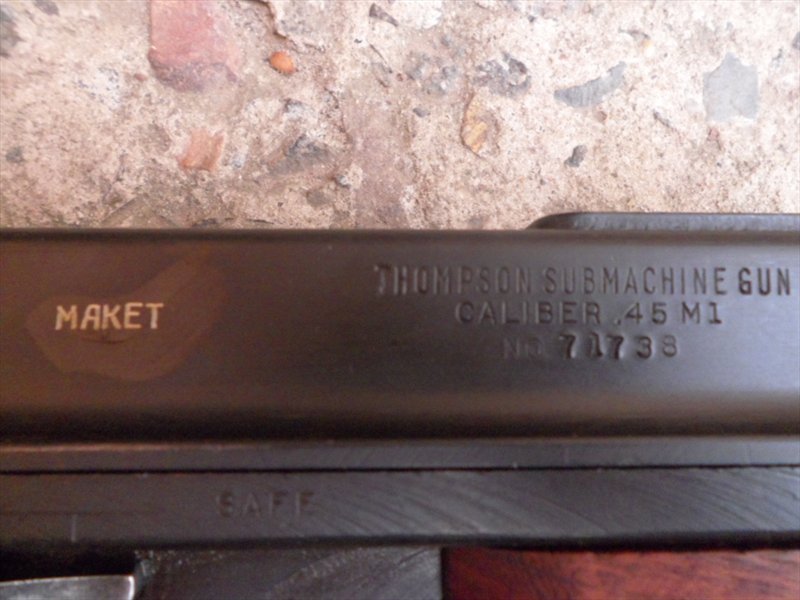 THOMPSON SUBMACHINE GUN
CALIBER .45 M1
NO. 71738
MAKET
SAFE